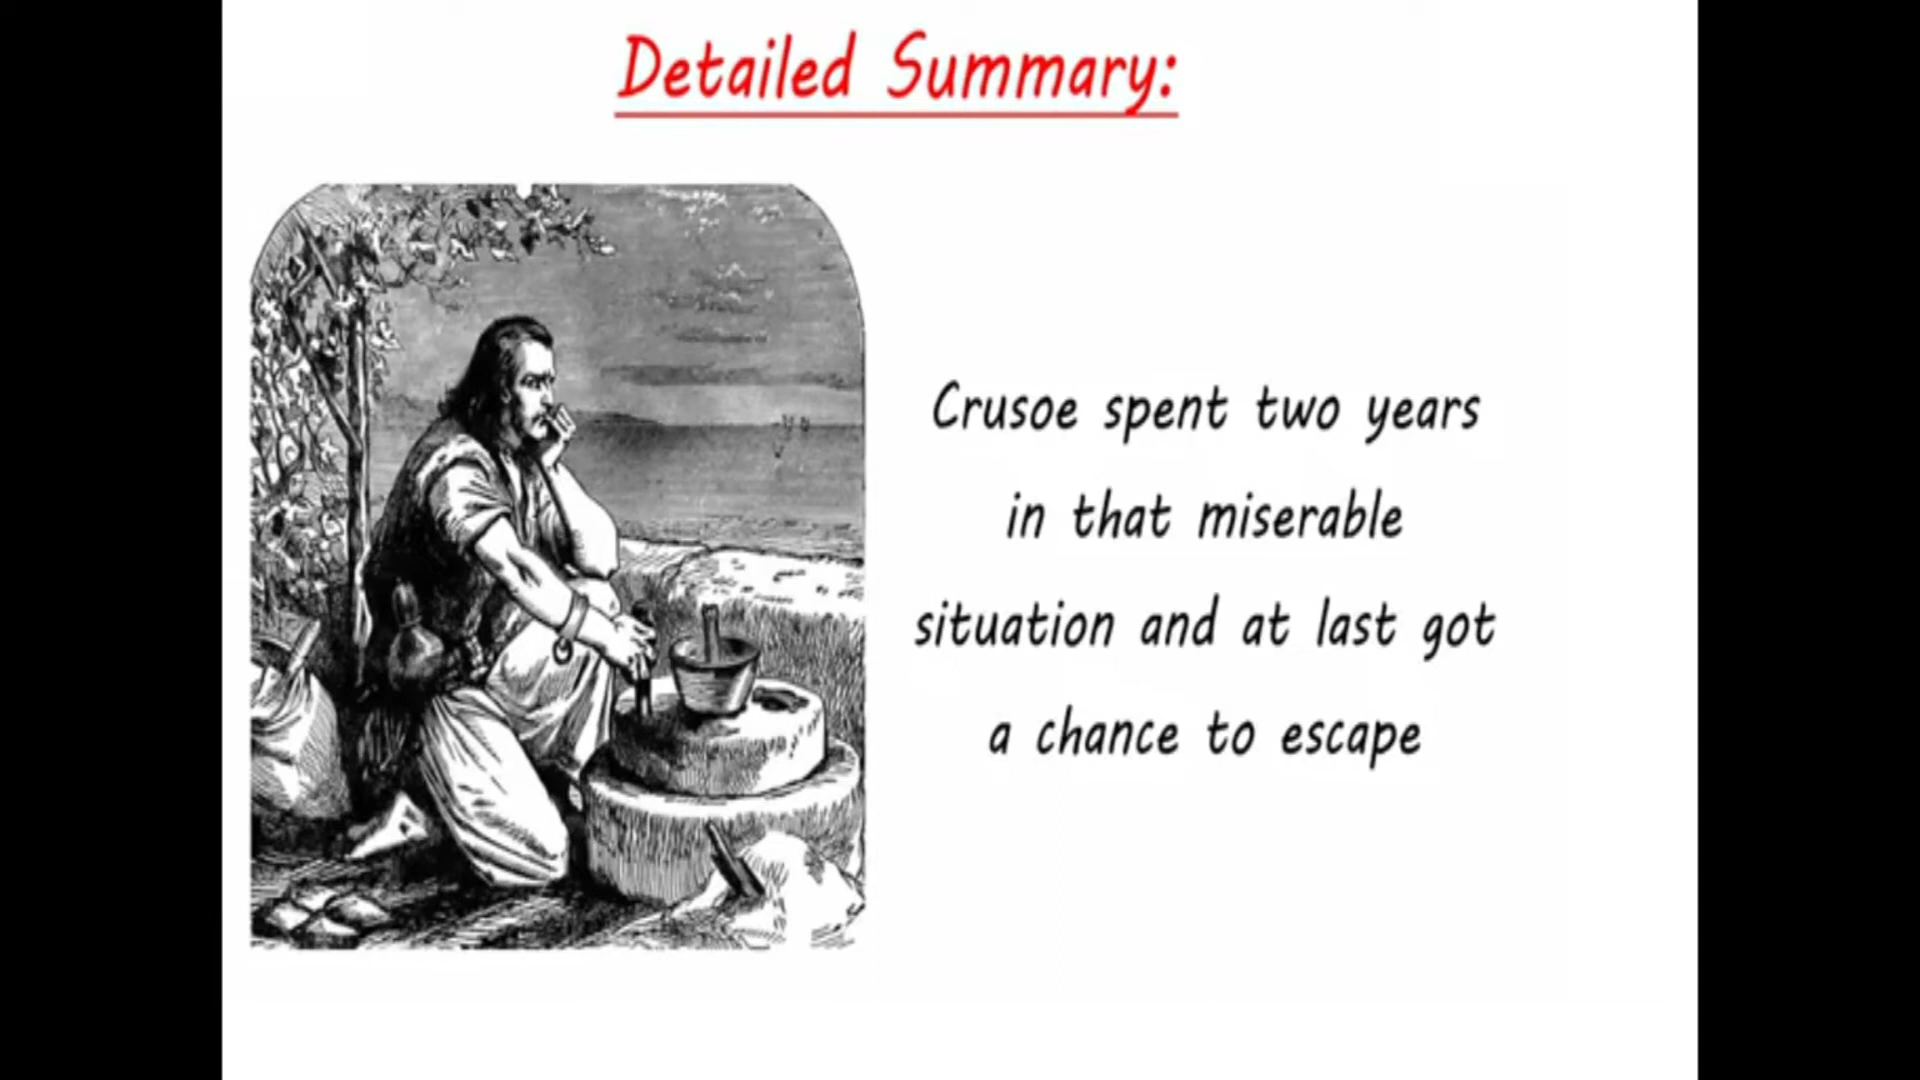 Detailed Summary:
Crusoe spent two years
in that miserable
situation and at last got
a chance to escape